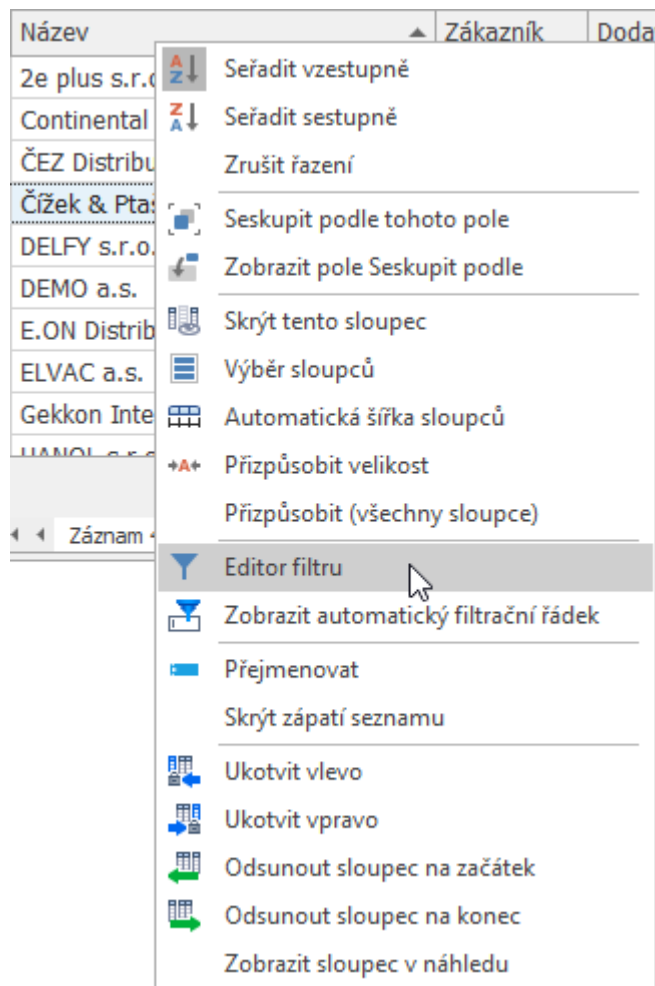 Název Zákazník Doda
2e plus s.r.o
Continental
ČEZ Distribu
Čížek & Ptá
DELFY s.r.o.
DEMO a.s.
E.ON Distrib
ELVAC a.s.
Gekkon Inte
Záznam
Seřadit vzestupně
Seřadit sestupně
Zrušit řazení
Seskupit podle tohoto pole
Zobrazit pole Seskupit podle
Skrýt tento sloupec
Výběr sloupců
Automatická šířka sloupců
Přizpůsobit velikost
Přizpůsobit (všechny sloupce)
Editor filtru
Zobrazit automatický filtrační řádek
Přejmenovat
Skrýt zápatí seznamu
Ukotvit vlevo
Ukotvit vpravo
Odsunout sloupec na začátek
Odsunout sloupec na konec
Zobrazit sloupec v náhledu